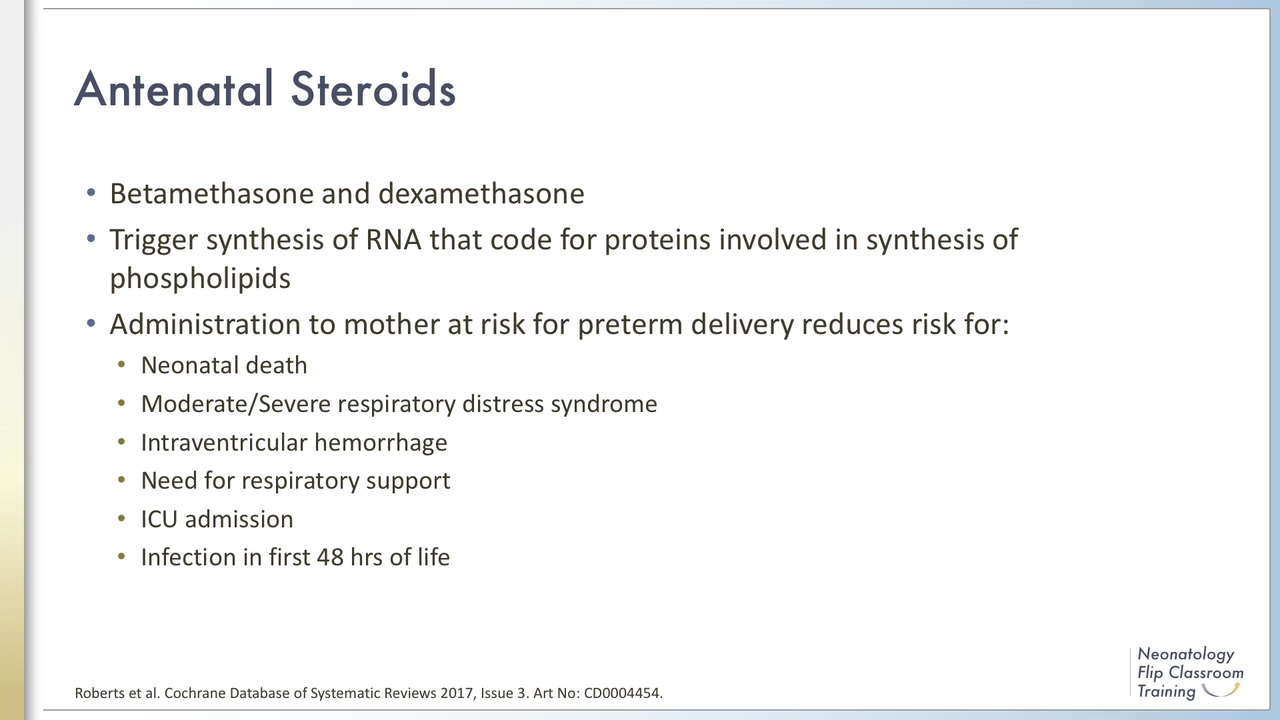 Antenatal Steroids
• Betamethasone and dexamethasone
• Trigger synthesis of RNA that code for proteins involved in synthesis of
phospholipids
• Administration to mother at risk for preterm delivery reduces risk for:
• Neonatal death
• Moderate/Severe respiratory distress syndrome
• Intraventricular hemorrhage
• Need for respiratory support
• ICU admission
• Infection in first 48 hrs of life
Roberts et al. Cochrane Database of Systematic Reviews 2017, Issue 3. Art No: CD0004454.
Neonatology
Flip Classroom
Training